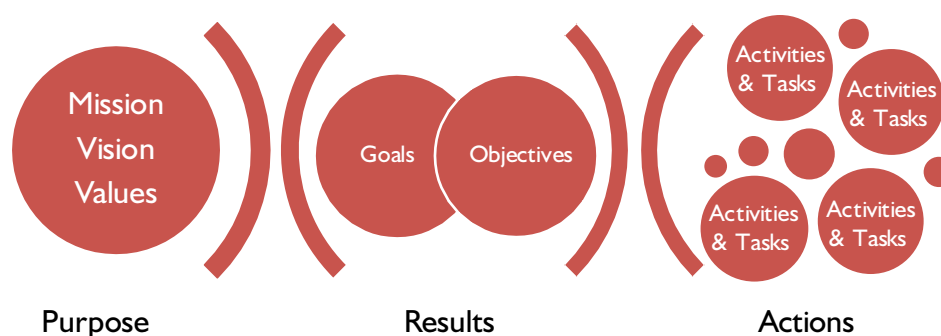 Mission
Vision
Values
Goals
Objectives
Activities
& Tasks
Activities
& Tasks
Activities
& Tasks
Activities
& Tasks
Purpose
Results
Actions